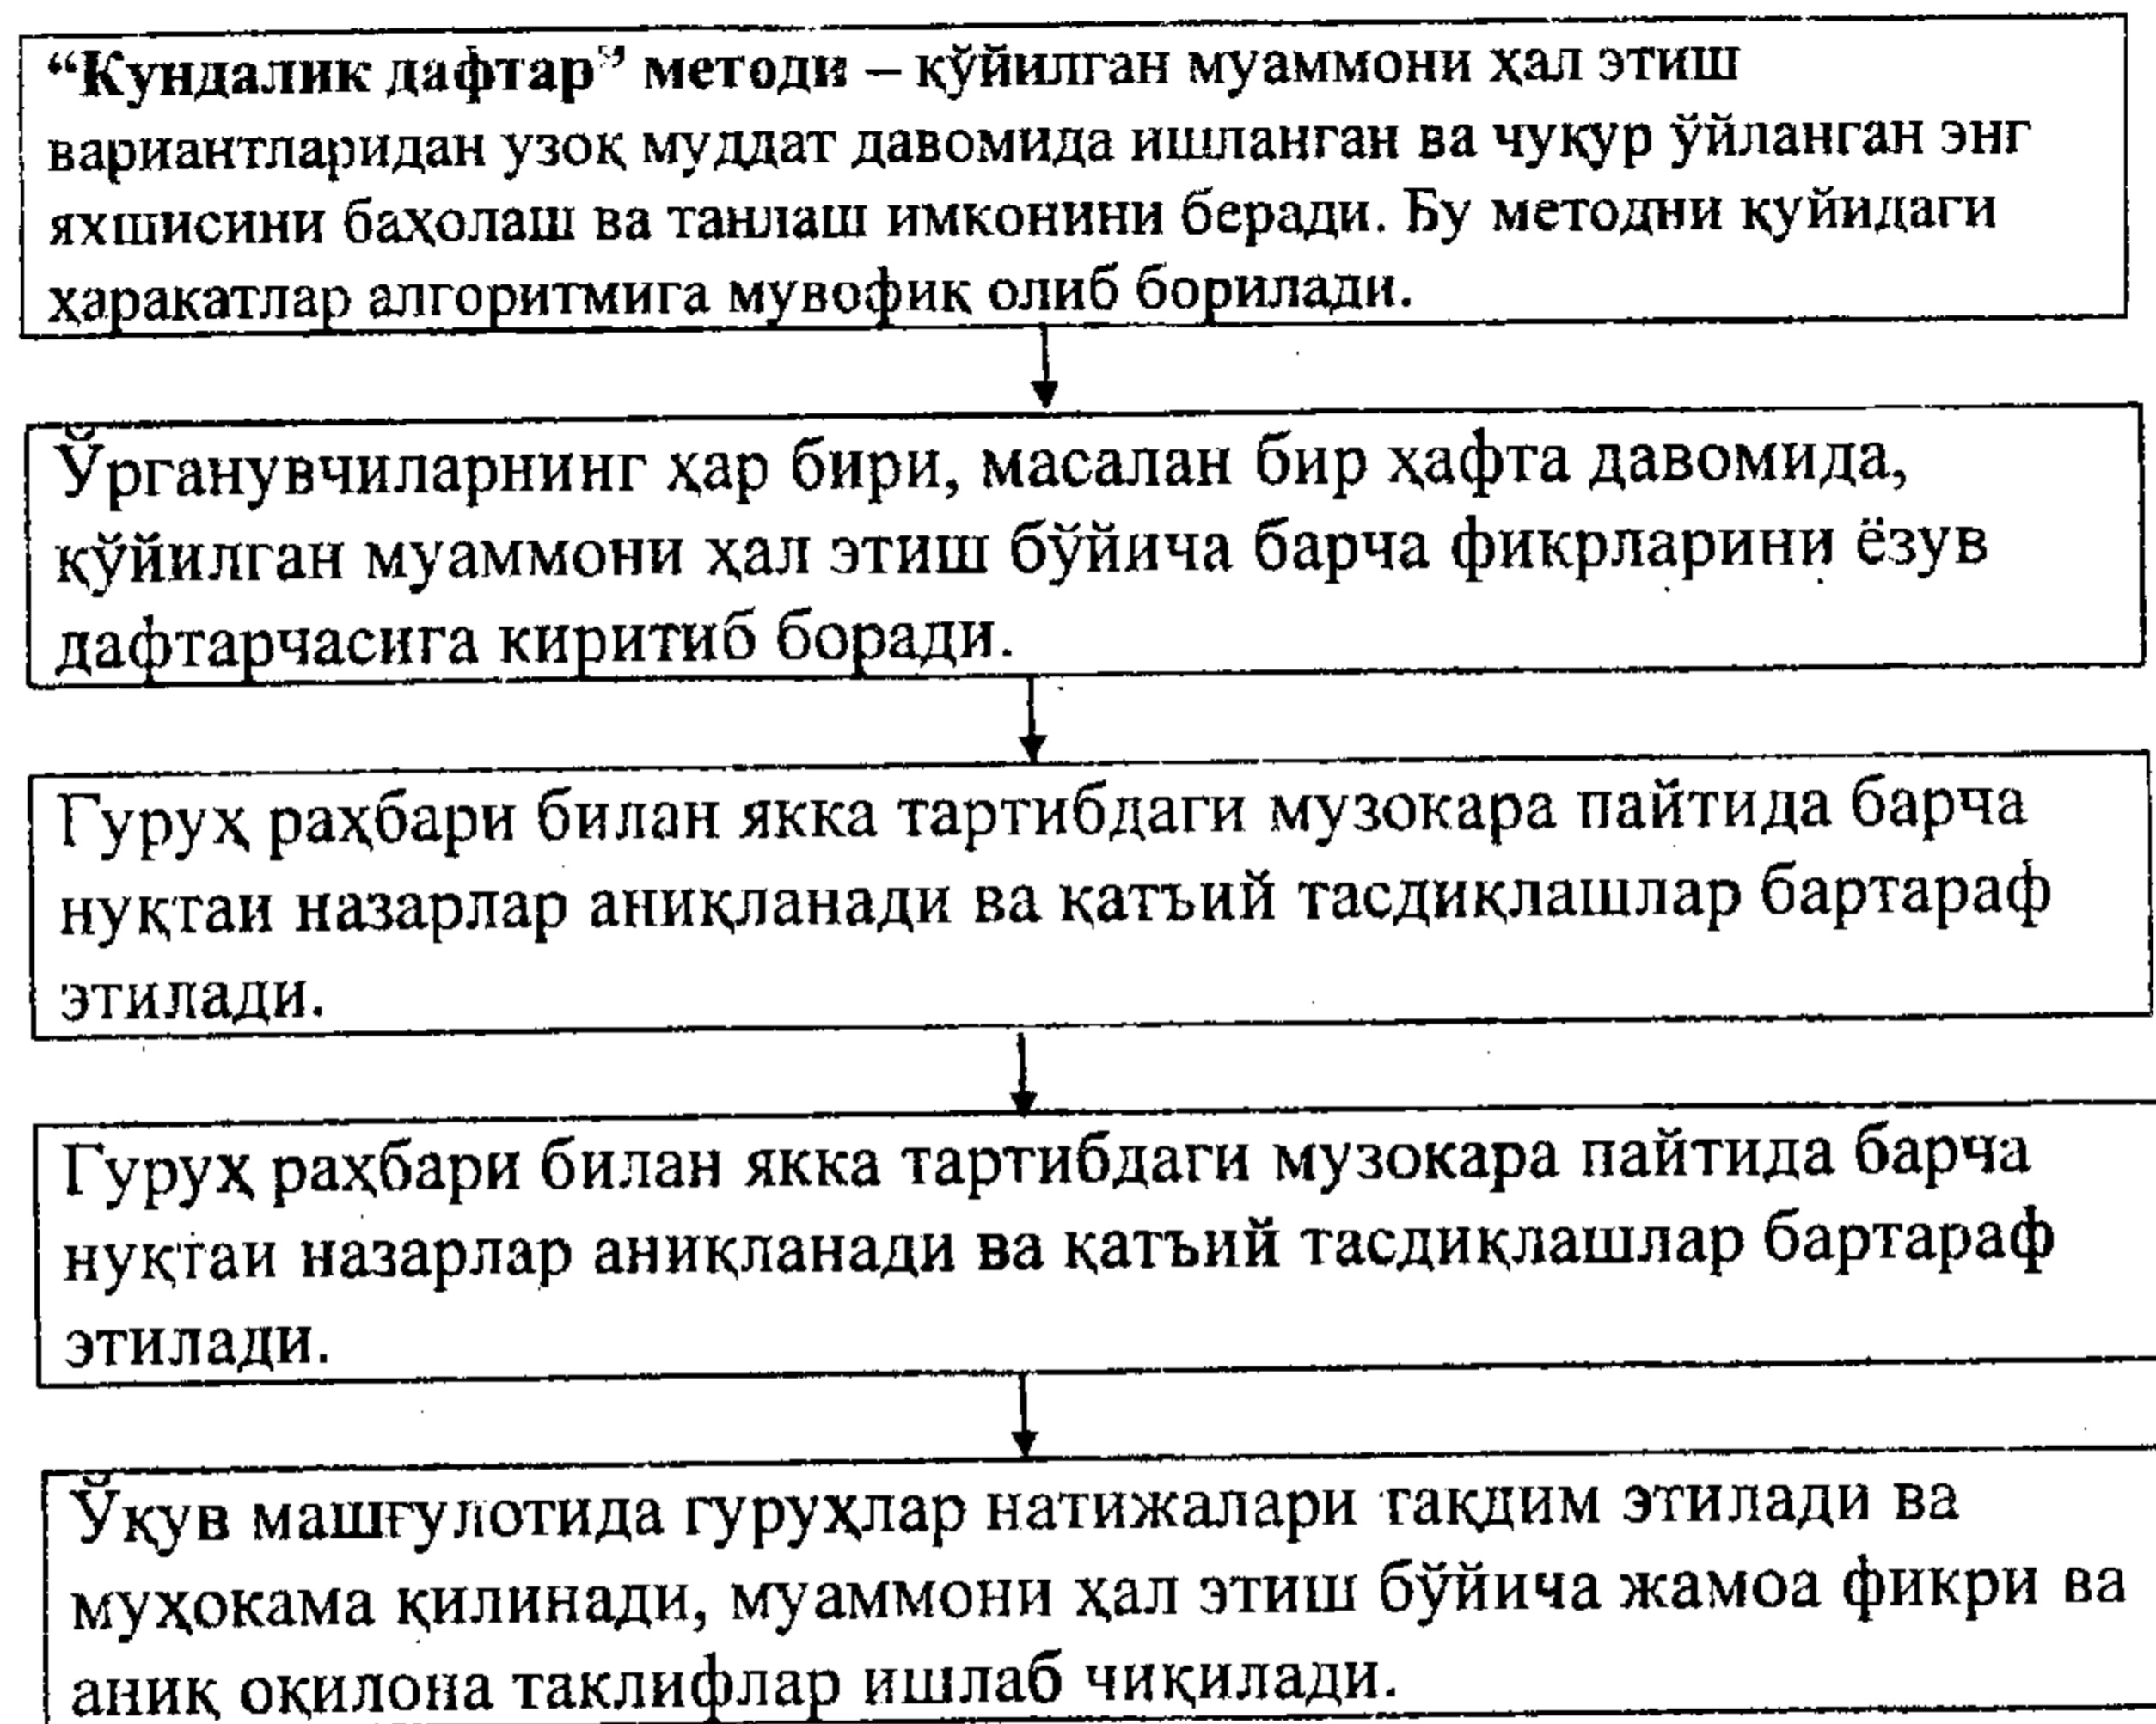 “Кундалик дафтар” методи – қўйилган муаммони ҳал этиш
вариантларидан узоқ муддат давомида ишланган ва чуқур ўйланган энг
яхшисини баҳолаш ва танлаш имконини беради. Бу методни қуйидаги
ҳаракатлар алгоритмига мувофиқ олиб борилади.
Ўрганувчиларнинг ҳар бири, масалан бир ҳафта давомида,
қўйилган муаммони ҳал этиш бўйича барча фикрларини ёзув
дафтарчасига киритиб боради.
Гуруҳ раҳбари билан якка тартибдаги музокара пайтида барча
нуқтаи назарлар аниқланади ва қатъий тасдиқлашлар бартараф
этилади.
Гуруҳ раҳбари билан якка тартибдаги музокара пайтида барча
нуқтаи назарлар аниқланади ва қатъий тасдиқлашлар бартараф
этилади.
Ўқув машғулотида гуруҳлар натижалари тақдим этилади ва
муҳокама қилинади, муаммони ҳал этиш бўйича жамоа фикри ва
аниқ оқилона таклифлар ишлаб чиқилади.